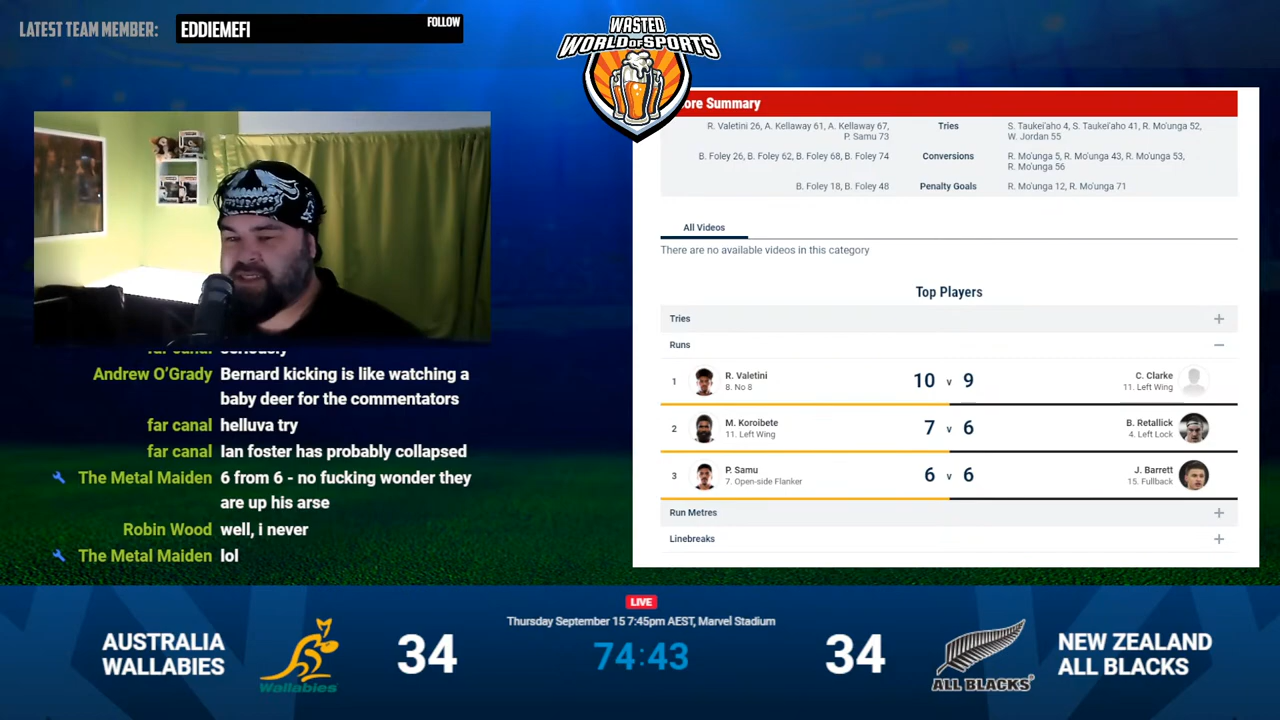 LATEST TEAM MEMBER:
EDDIEMEFI
FOLLOW
WASTED
WORLD OF SPORTS
ore Summary
R. Valetini 26, A. Kellaway 61, A. Kellaway 67,
P. Samu 73
Tries
S. Taukei'aho 4, S. Taukei'aho 41, R. Mo'unga 52,
W. Jordan 55
B. Foley 26, B. Foley 62, B. Foley 68, B. Foley 74
Conversions
R. Mo'unga 5, R. Mo'unga 43, R. Mo'unga 53,
R. Mo'unga 56
B. Foley 18, B. Foley 48
Penalty Goals
R. Mo'unga 12, R. Mo'unga 71
All Videos
There are no available videos in this category
Top Players
Tries
Runs
1
R. Valetini
8. No 8
10 v 9
C. Clarke
11. Left Wing
2
M. Koroibete
11. Left Wing
7 v 6
B. Retallick
4. Left Lock
3
P. Samu
7. Open-side Flanker
6 v 6
J. Barrett
15. Fullback
Run Metres
Linebreaks
far canal seriously
Andrew O'Grady Bernard kicking is like watching a
baby deer for the commentators
far canal helluva try
far canal Ian foster has probably collapsed
The Metal Maiden 6 from 6 - no fucking wonder they
are up his arse
Robin Wood well, i never
The Metal Maiden lol
AUSTRALIA
WALLABIES
Wallabies
34
LIVE
Thursday September 15 7:45pm AEST, Marvel Stadium
74:43
34
ALL BLACKS
NEW ZEALAND
ALL BLACKS